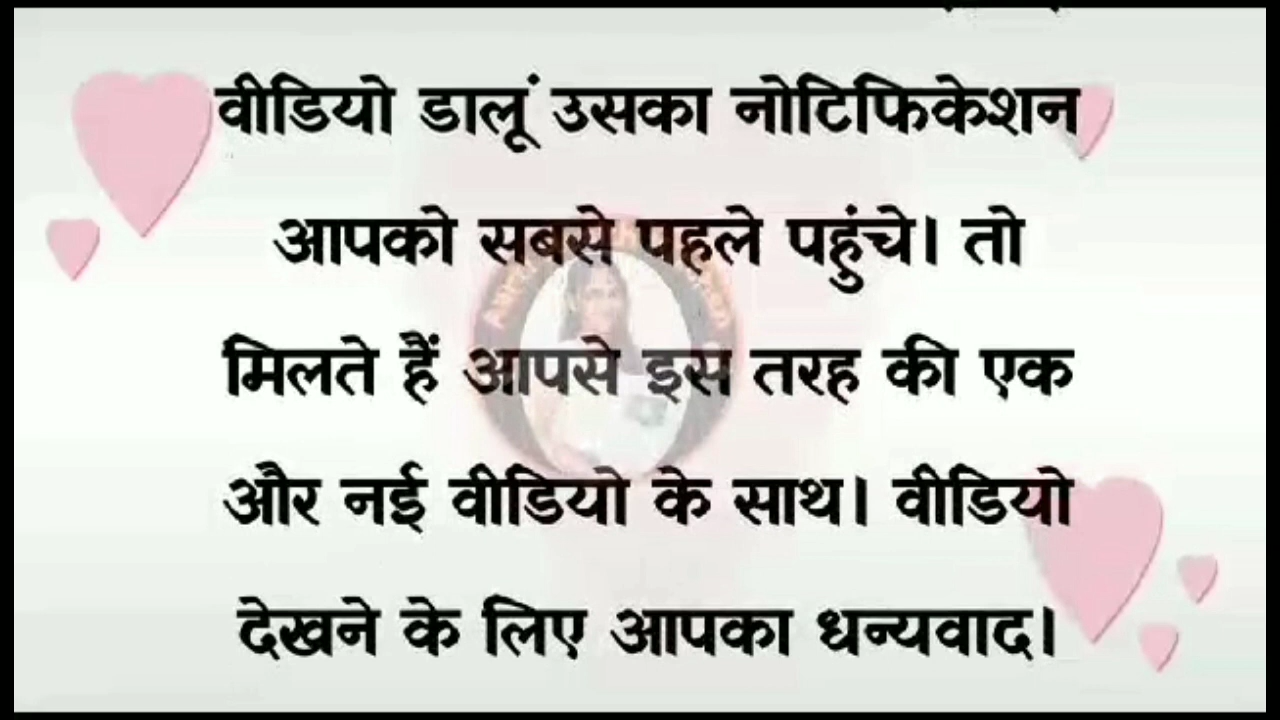 वीडियो डालूं उसका नोटिफिकेशन
आपको सबसे पहले पहुंचे। तो
मिलते हैं आपसे इस तरह की एक
और नई वीडियो के साथ। वीडियो
देखने के लिए आपका धन्यवाद।